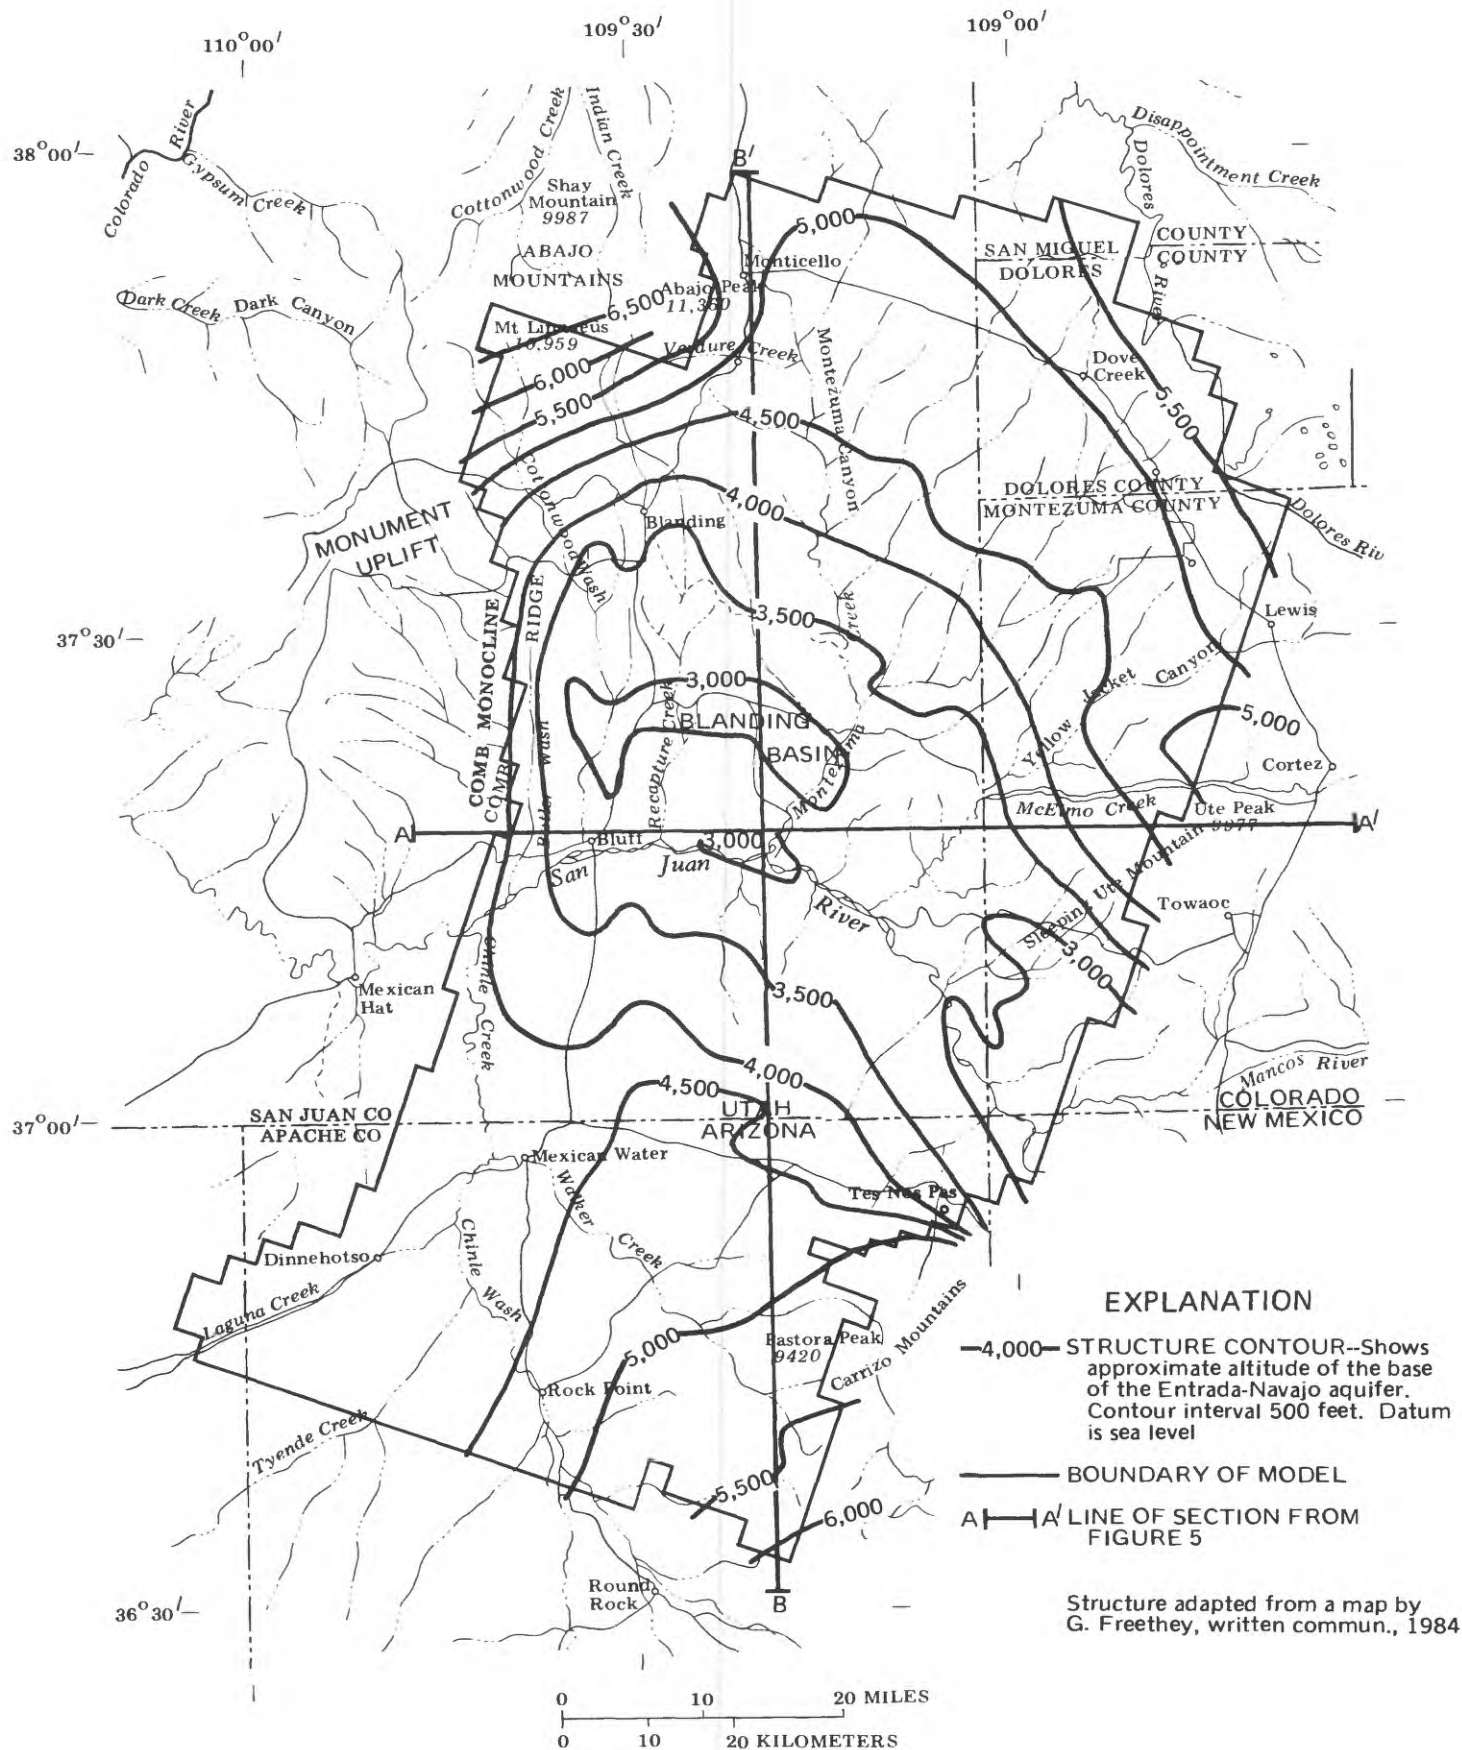 110°00′
109°30′
109°00′
38°00′
37°30′
37°00′
36°30′
Colorado
River
Gypsum Creek
Cottonwood Creek
Indian Creek
Shay
Mountain
9987
ABAJO
MOUNTAINS
B′
Disappointment Creek
Dolores
River
5,000
SAN MIGUEL COUNTY
DOLORES COUNTY
Monticello
Abajo Peak
11,360
6,500
Dark Creek
Dark Canyon
Mt Linnaeus
10,959
Verdure Creek
6,000
5,500
Montezuma Canyon
Dove
Creek
5,500
4,500
Cottonwood Wash
4,000
DOLORES COUNTY
MONTEZUMA COUNTY
Dolores Riv
Blanding
MONUMENT
UPLIFT
COMB MONOCLINE
COMB
RIDGE
3,500
Creek
Lewis
3,000
Yellow Jacket Canyon
BLANDING
BASIN
Recapture Creek
Butler Wash
Montezuma
5,000
Cortez
McElmo Creek
Ute Peak
9977
A
A′
Bluff
3,000
San Juan River
Sleeping Ute Mountain
Towaoc
3,000
Chinle Creek
Mexican
Hat
3,500
Mancos River
4,000
4,500
SAN JUAN CO
APACHE CO
UTAH
ARIZONA
COLORADO
NEW MEXICO
Mexican Water
Walker Creek
Tes Nos Pas
Dinnehotso
Chinle Wash
Laguna Creek
5,000
Pastora Peak
9420
Carrizo Mountains
Rock Point
Tyende Creek
5,500
6,000
Round
Rock
B
EXPLANATION
4,000 STRUCTURE CONTOUR--Shows
approximate altitude of the base
of the Entrada-Navajo aquifer.
Contour interval 500 feet. Datum
is sea level
BOUNDARY OF MODEL
A A′ LINE OF SECTION FROM
FIGURE 5
Structure adapted from a map by
G. Freethey, written commun., 1984
0 10 20 MILES
0 10 20 KILOMETERS